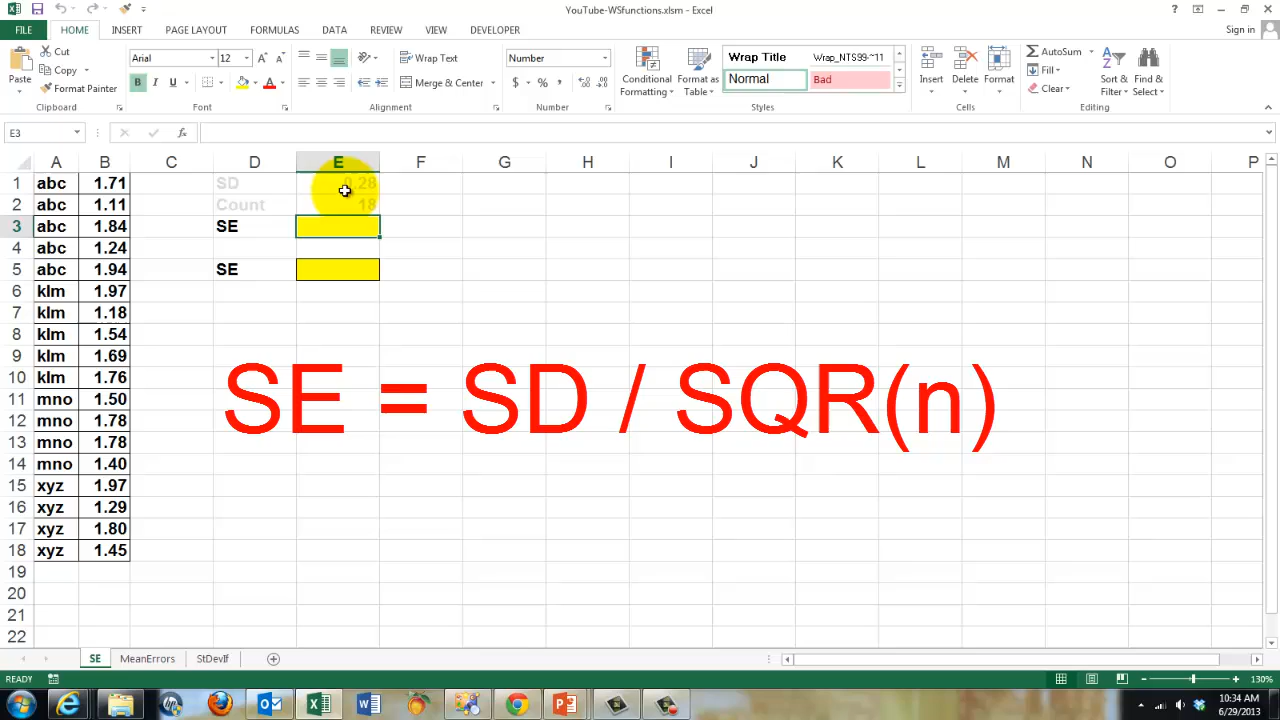 YouTube-WSfunctions.xlsm - Excel
FILE HOME INSERT PAGE LAYOUT FORMULAS DATA REVIEW VIEW DEVELOPER Sign in
Paste Cut Copy Format Painter Clipboard
Arial 12 B I U Font
Wrap Text Merge & Center Alignment
Number $ % , Number
Conditional Formatting Format as Table
Wrap Title Wrap_NTS99-~11 Normal Bad Styles
Insert Delete Format Cells
AutoSum Fill Clear Sort & Filter Find & Select Editing
E3 fx
A B C D E F G H I J K L M N O P
1 abc 1.71 SD 0.28
2 abc 1.11 Count 18
3 abc 1.84 SE
4 abc 1.24
5 abc 1.94 SE
6 klm 1.97
7 klm 1.18
8 klm 1.54
9 klm 1.69
10 klm 1.76
11 mno 1.50
12 mno 1.78
13 mno 1.78
14 mno 1.40
15 xyz 1.97
16 xyz 1.29
17 xyz 1.80
18 xyz 1.45
19
20
21
22
SE = SD / SQR(n)
SE MeanErrors StDevIf
READY 130%
10:34 AM
6/29/2013